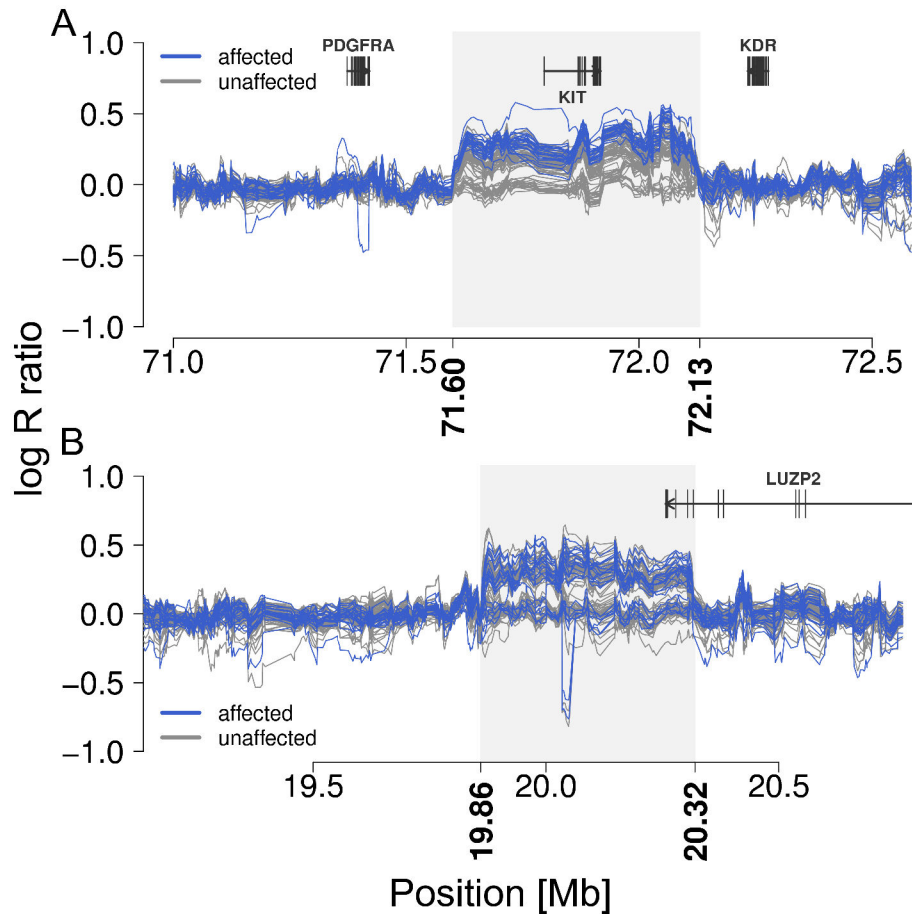 A
1.0
0.5
0.0
−0.5
−1.0
affected
unaffected
PDGFRA
KIT
KDR
71.0
71.5
72.0
72.5
71.60
72.13
log R ratio
B
1.0
0.5
0.0
−0.5
−1.0
LUZP2
affected
unaffected
19.5
20.0
20.5
19.86
20.32
Position [Mb]